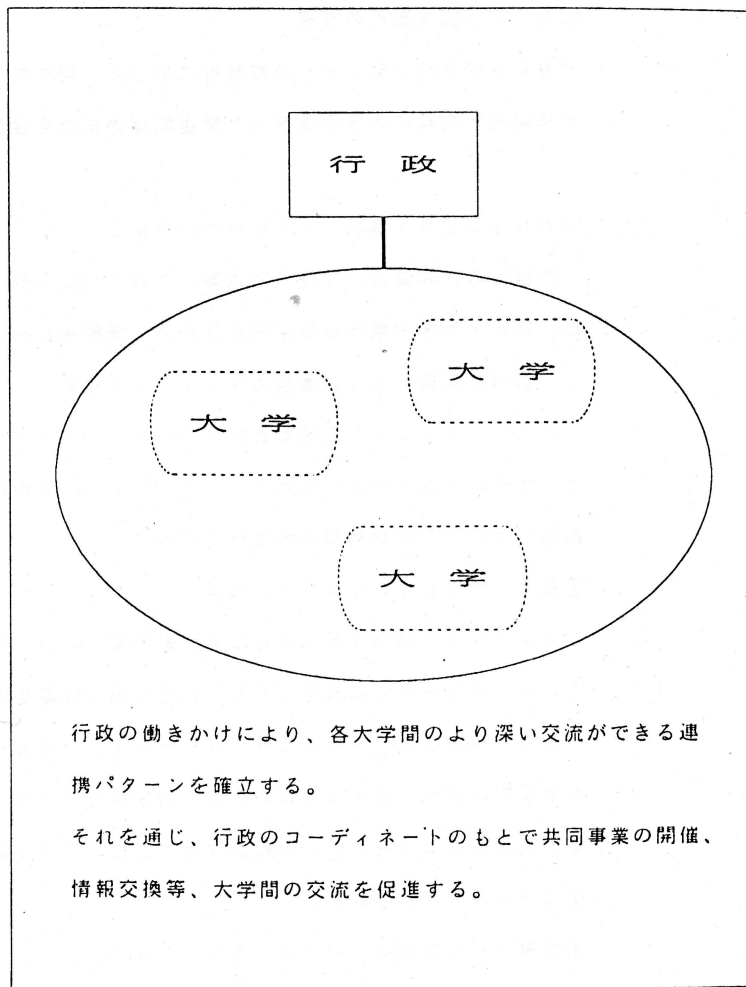 行 政
大 学
大 学
大 学
行政の働きかけにより、各大学間のより深い交流ができる連
携パターンを確立する。
それを通じ、行政のコーディネートのもとで共同事業の開催、
情報交換等、大学間の交流を促進する。